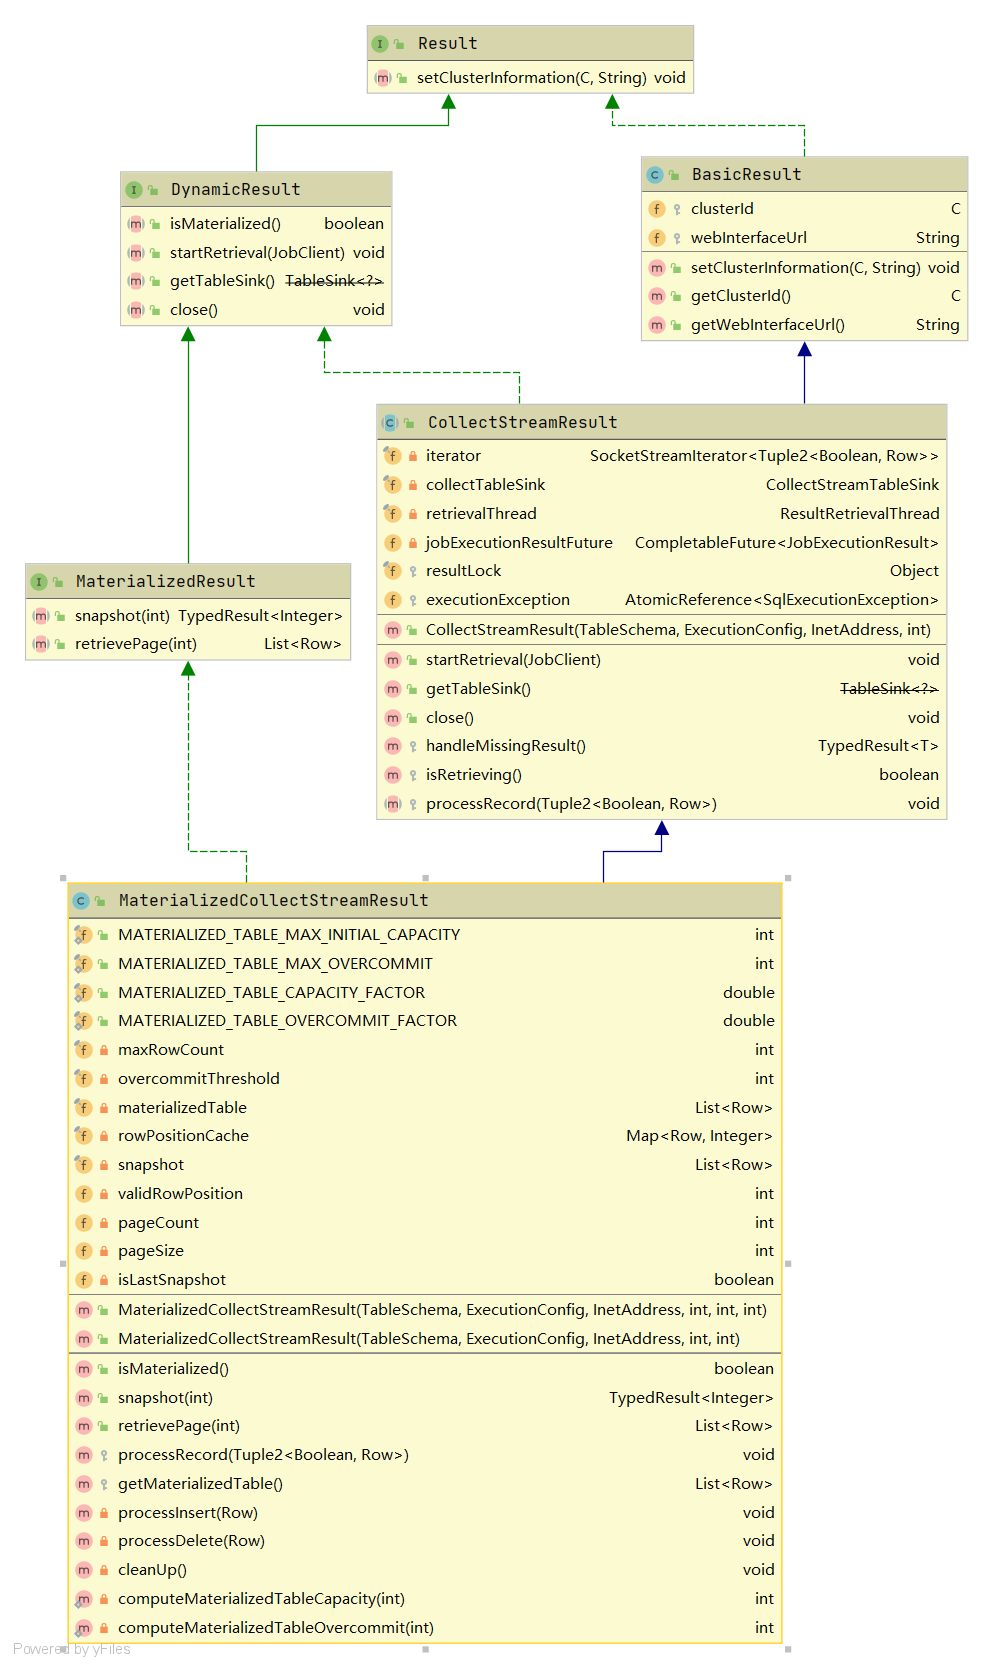 Result
setClusterInformation(C, String) void
DynamicResult
isMaterialized() boolean
startRetrieval(JobClient) void
getTableSink() TableSink<?>
close() void
BasicResult
clusterId C
webInterfaceUrl String
setClusterInformation(C, String) void
getClusterId() C
getWebInterfaceUrl() String
CollectStreamResult
iterator SocketStreamIterator<Tuple2<Boolean, Row>>
collectTableSink CollectStreamTableSink
retrievalThread ResultRetrievalThread
jobExecutionResultFuture CompletableFuture<JobExecutionResult>
resultLock Object
executionException AtomicReference<SqlExecutionException>
CollectStreamResult(TableSchema, ExecutionConfig, InetAddress, int)
startRetrieval(JobClient) void
getTableSink() TableSink<?>
close() void
handleMissingResult() TypedResult<T>
isRetrieving() boolean
processRecord(Tuple2<Boolean, Row>) void
MaterializedResult
snapshot(int) TypedResult<Integer>
retrievePage(int) List<Row>
MaterializedCollectStreamResult
MATERIALIZED_TABLE_MAX_INITIAL_CAPACITY int
MATERIALIZED_TABLE_MAX_OVERCOMMIT int
MATERIALIZED_TABLE_CAPACITY_FACTOR double
MATERIALIZED_TABLE_OVERCOMMIT_FACTOR double
maxRowCount int
overcommitThreshold int
materializedTable List<Row>
rowPositionCache Map<Row, Integer>
snapshot List<Row>
validRowPosition int
pageCount int
pageSize int
isLastSnapshot boolean
MaterializedCollectStreamResult(TableSchema, ExecutionConfig, InetAddress, int, int, int)
MaterializedCollectStreamResult(TableSchema, ExecutionConfig, InetAddress, int, int)
isMaterialized() boolean
snapshot(int) TypedResult<Integer>
retrievePage(int) List<Row>
processRecord(Tuple2<Boolean, Row>) void
getMaterializedTable() List<Row>
processInsert(Row) void
processDelete(Row) void
cleanUp() void
computeMaterializedTableCapacity(int) int
computeMaterializedTableOvercommit(int) int
Powered by yFiles